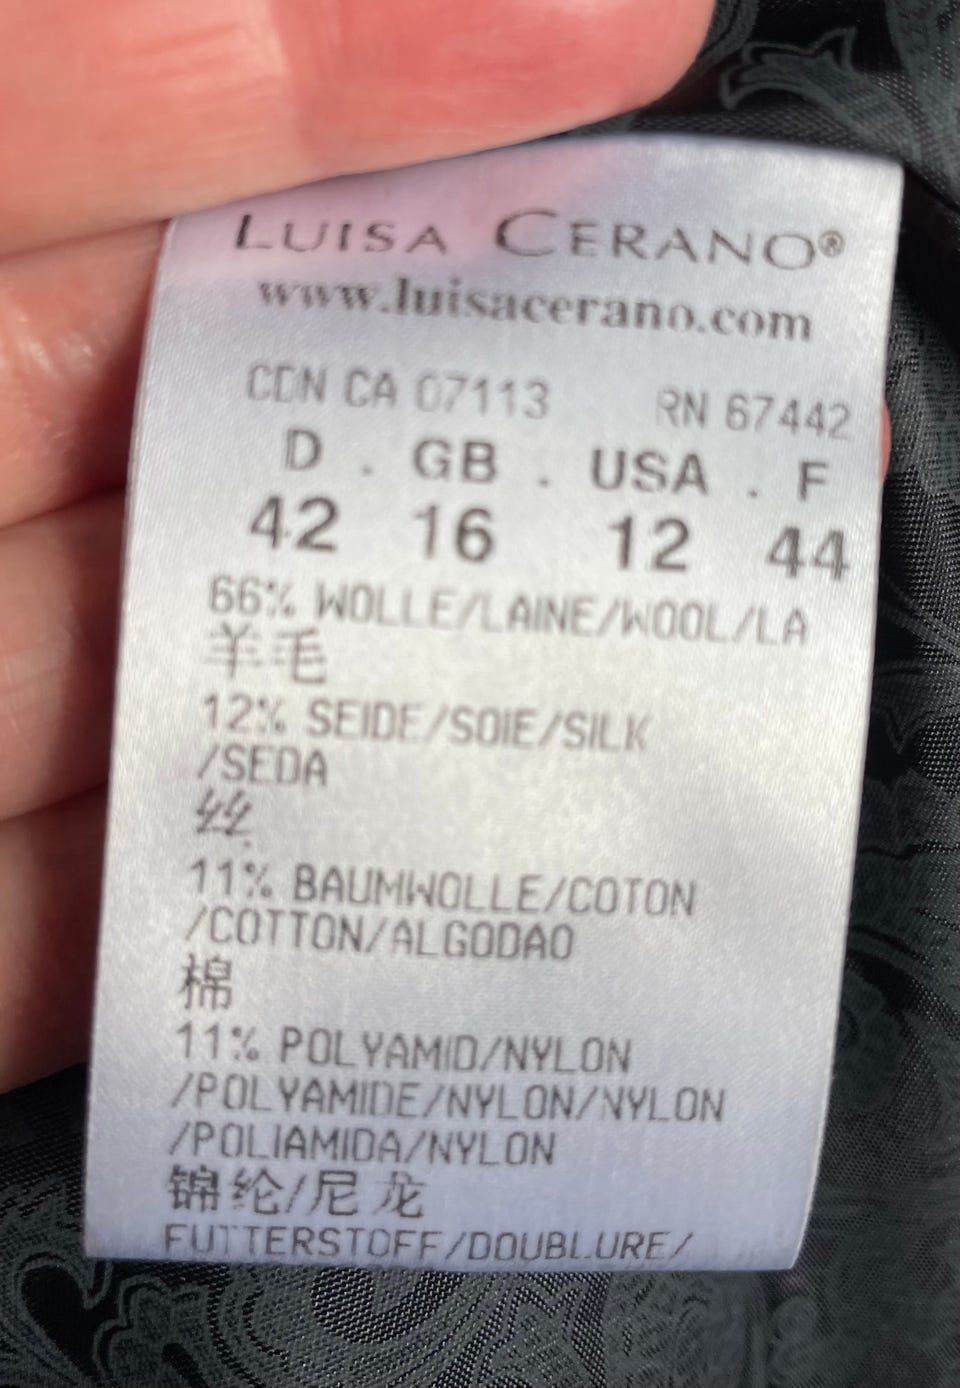 LUISA CERANO®
www.luisacerano.com
CDN CA 07113 RN 67442
D . GB . USA . F
42 16 12 44
66% WOLLE/LAINE/WOOL/LA
羊毛
12% SEIDE/SOIE/SILK
/SEDA
丝
11% BAUMWOLLE/COTON
/COTTON/ALGODAO
棉
11% POLYAMID/NYLON
/POLYAMIDE/NYLON/NYLON
/POLIAMIDA/NYLON
锦纶/尼龙
FUTTERSTOFF/DOUBLURE/